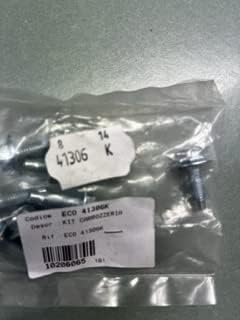 8 14
41306 K
Codice : ECO 41306K
Descr : KIT CARROZZERIA
Rif : ECO 41306K
10206065